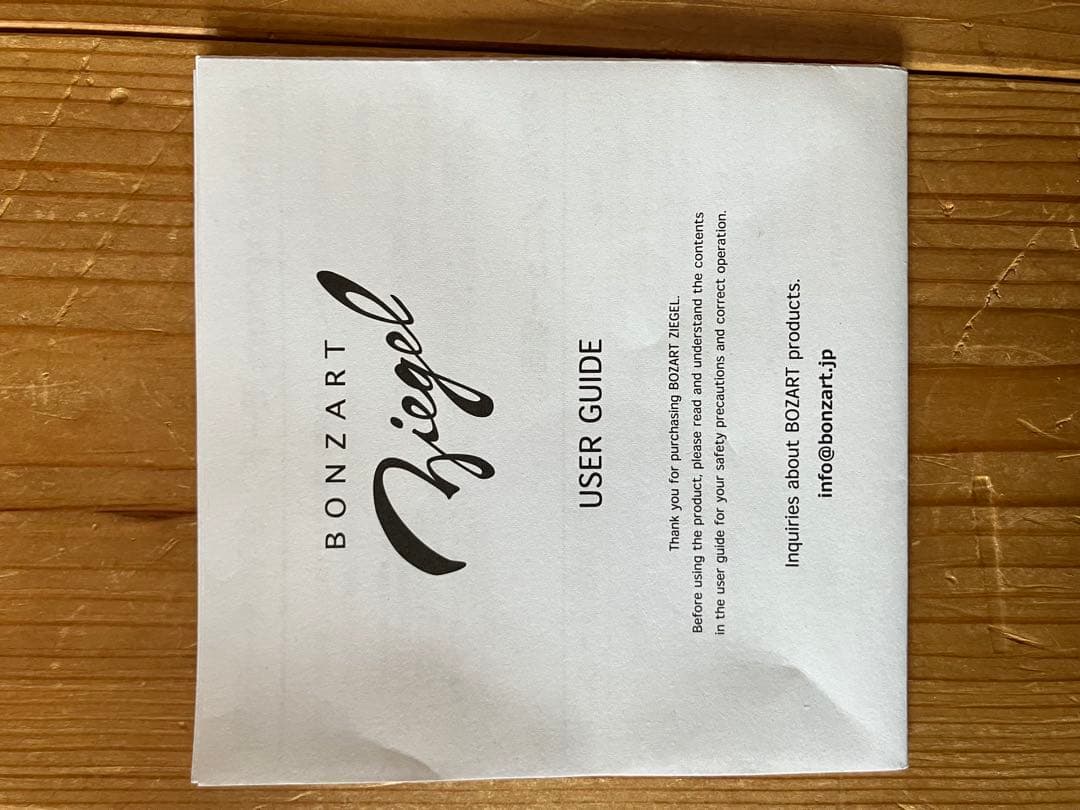 BONZART
Ziegel
USER GUIDE
Thank you for purchasing BOZART ZIEGEL.
Before using the product, please read and understand the contents
in the user guide for your safety precautions and correct operation.
Inquiries about BOZART products.
info@bonzart.jp